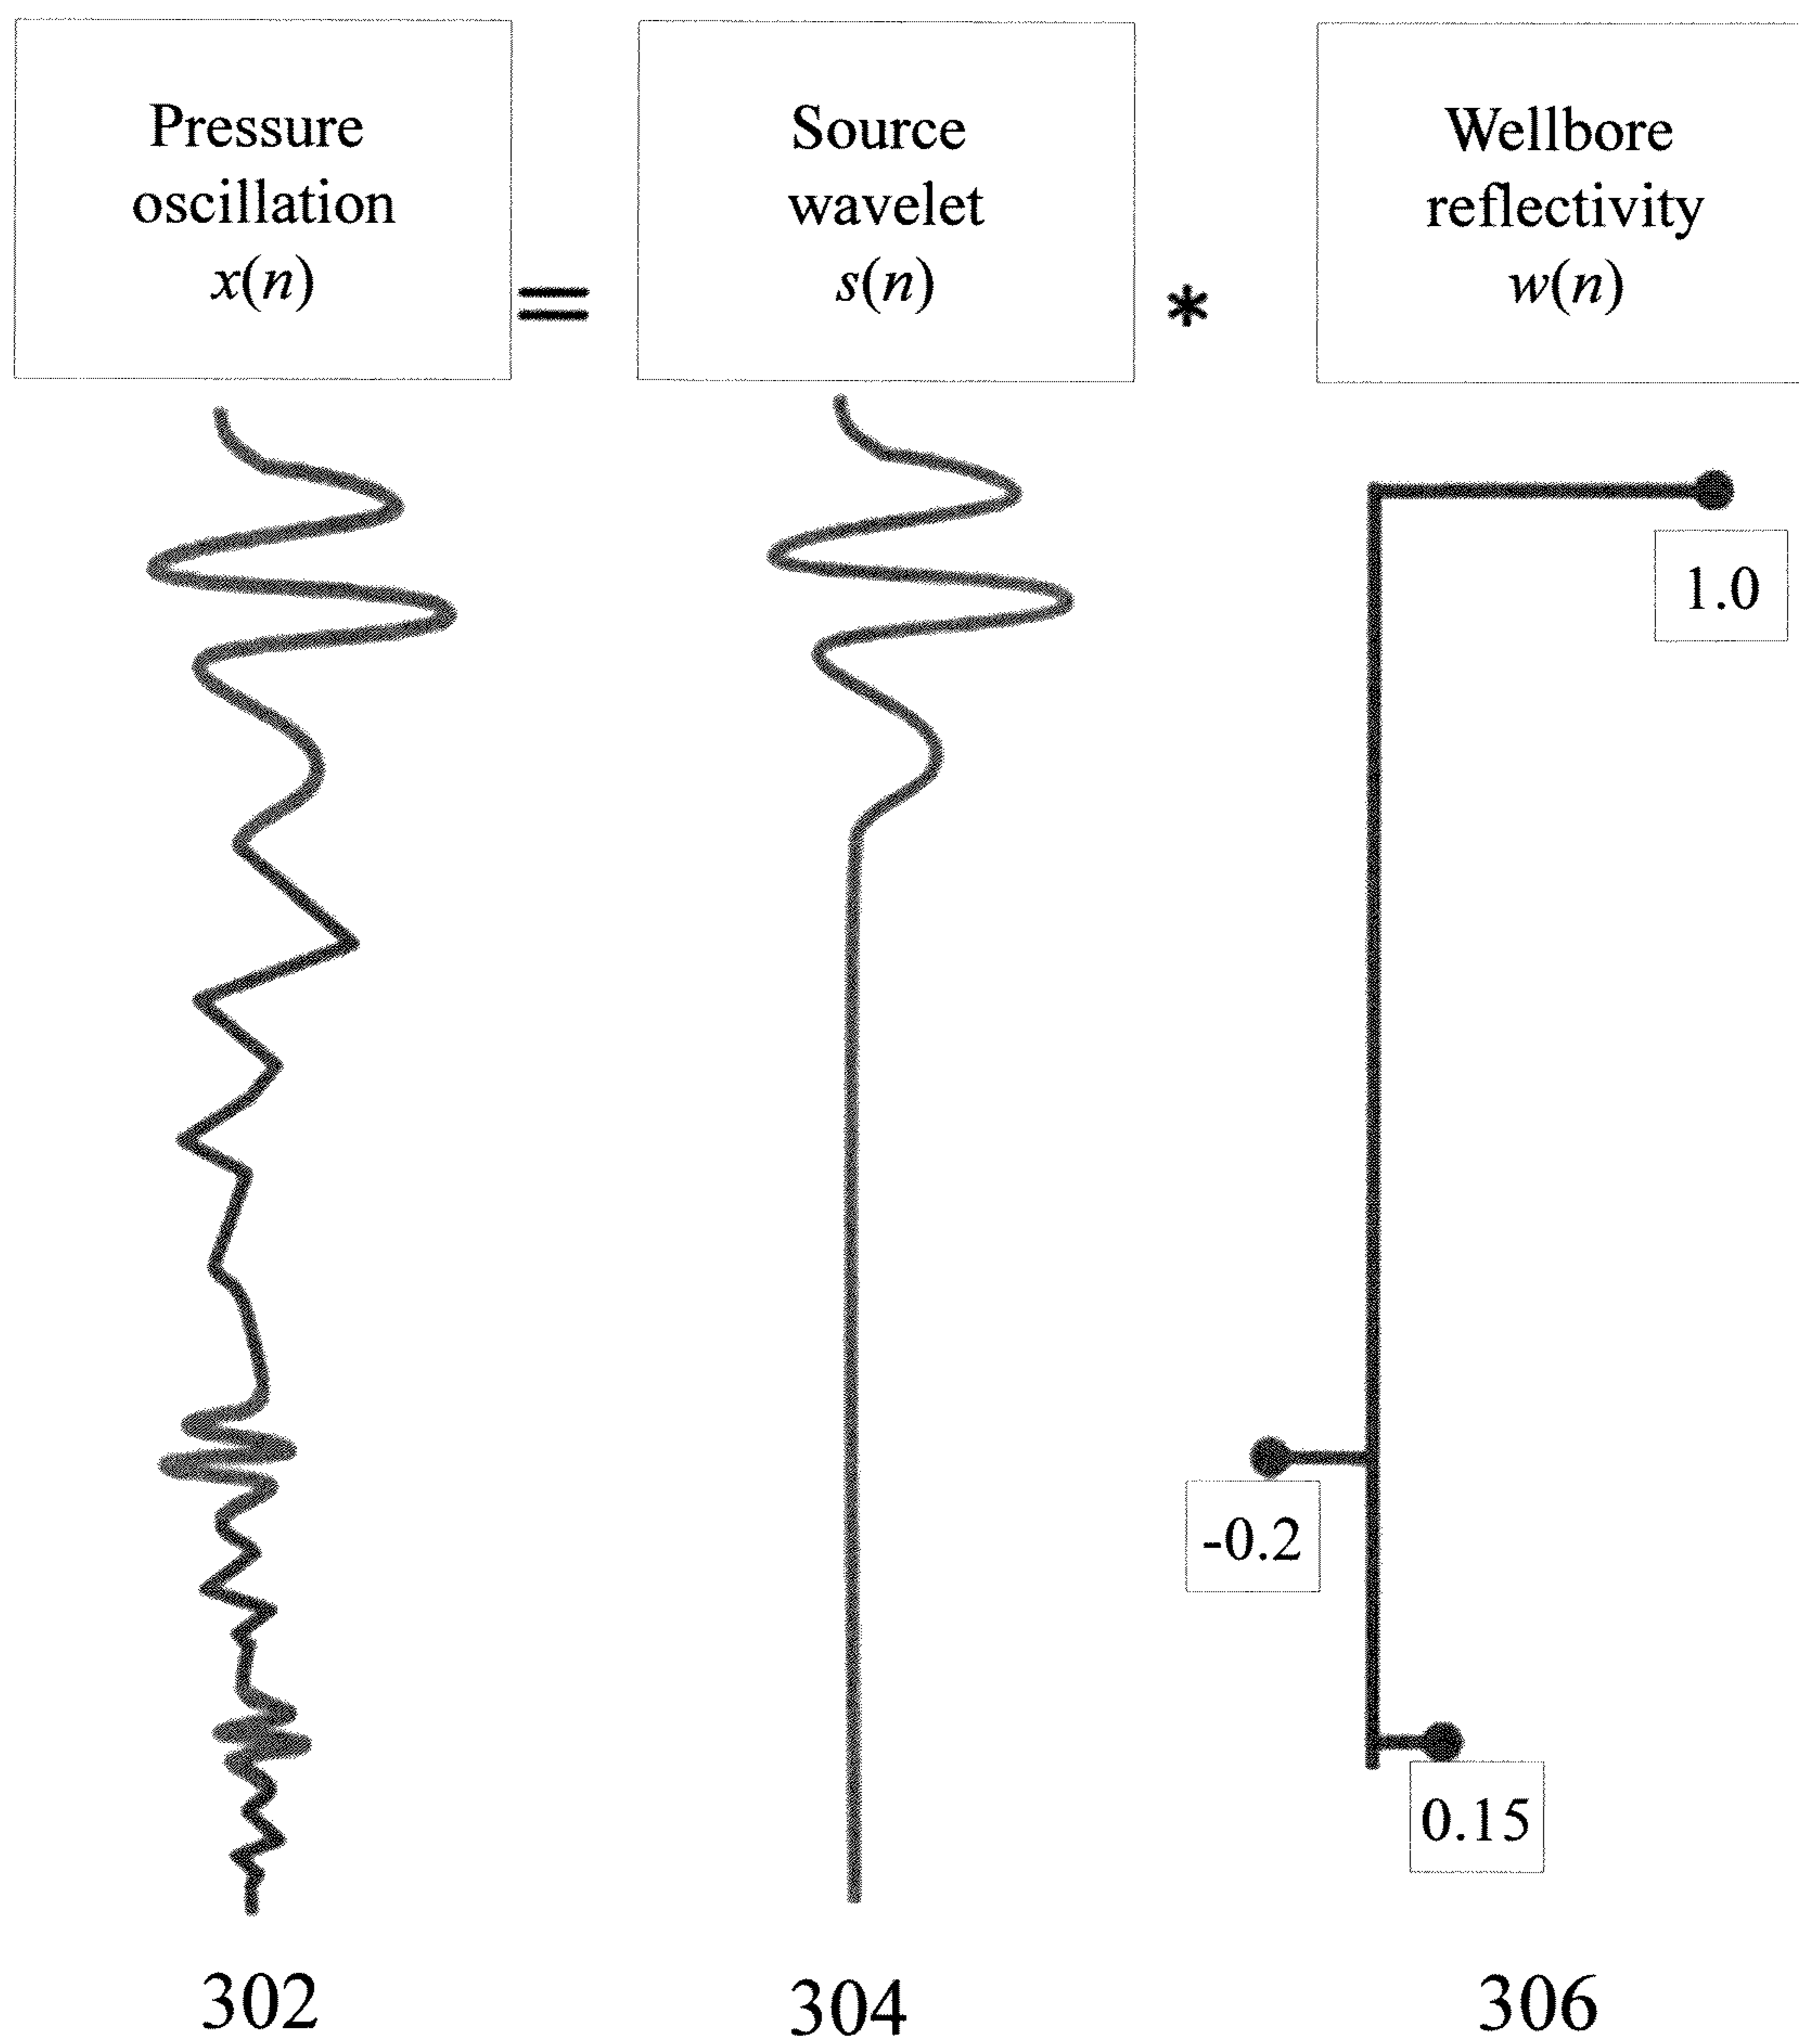 Pressure
oscillation
x(n)
=
Source
wavelet
s(n)
*
Wellbore
reflectivity
w(n)
1.0
-0.2
0.15
302
304
306